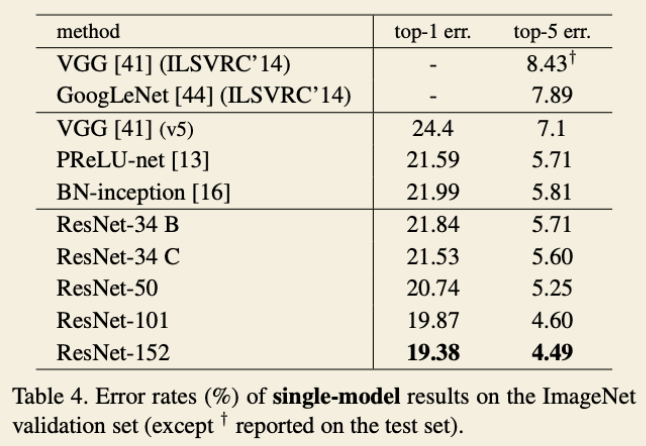 method top-1 err. top-5 err.
VGG [41] (ILSVRC’14) - 8.43†
GoogLeNet [44] (ILSVRC’14) - 7.89
VGG [41] (v5) 24.4 7.1
PReLU-net [13] 21.59 5.71
BN-inception [16] 21.99 5.81
ResNet-34 B 21.84 5.71
ResNet-34 C 21.53 5.60
ResNet-50 20.74 5.25
ResNet-101 19.87 4.60
ResNet-152 19.38 4.49
Table 4. Error rates (%) of single-model results on the ImageNet
validation set (except † reported on the test set).